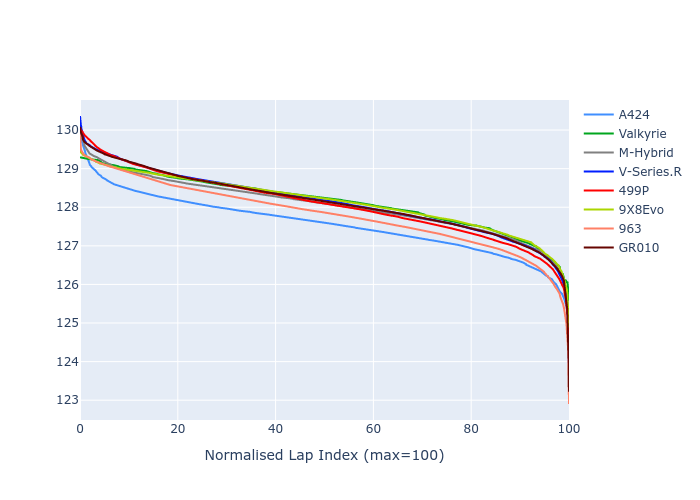 130
129
128
127
126
125
124
123
0 20 40 60 80 100
Normalised Lap Index (max=100)
A424
Valkyrie
M-Hybrid
V-Series.R
499P
9X8Evo
963
GR010